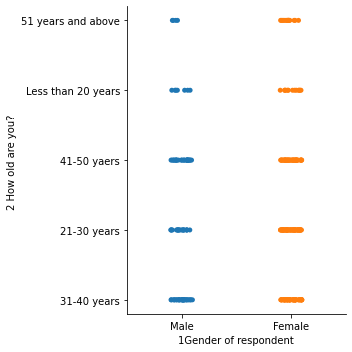 51 years and above
Less than 20 years
41-50 yaers
21-30 years
31-40 years
2 How old are you?
Male
Female
1Gender of respondent